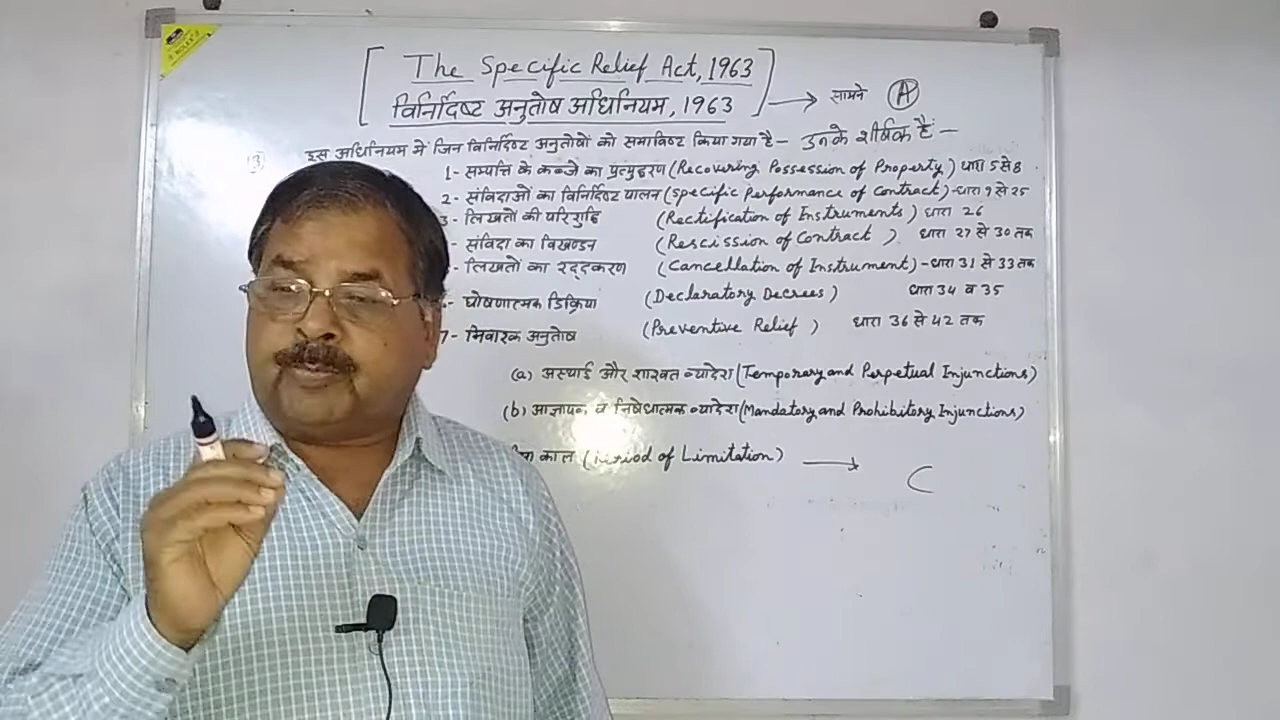 [ The Specific Relief Act, 1963
विनिर्दिष्ट अनुतोष अधिनियम, 1963 ] → सामने (A)
13) इस अधिनियम में जिन विनिर्दिष्ट अनुतोषों को समाविष्ट किया गया है - उनके शीर्षक हैं -
1 - सम्पत्ति के कब्जे का प्रत्युद्धरण (Recovering Possession of Property) धारा 5 से 8
2 - संविदाओं का विनिर्दिष्ट पालन (Specific Performance of Contract) - धारा 9 से 25
3 - लिखतों की परिशुद्धि (Rectification of Instruments) धारा 26
- संविदा का विखण्डन (Rescission of Contract) धारा 27 से 30 तक
- लिखतों का रद्दकरण (Cancellation of Instrument) - धारा 31 से 33 तक
- घोषणात्मक डिक्रिया (Declaratory Decrees) धारा 34 व 35
7 - निवारक अनुतोष (Preventive Relief) धारा 36 से 42 तक
(a) अस्थाई और शाश्वत व्यादेश (Temporary and Perpetual Injunctions)
(b) आज्ञापक व निषेधात्मक व्यादेश (Mandatory and Prohibitory Injunctions)
काल (Period of Limitation) → C